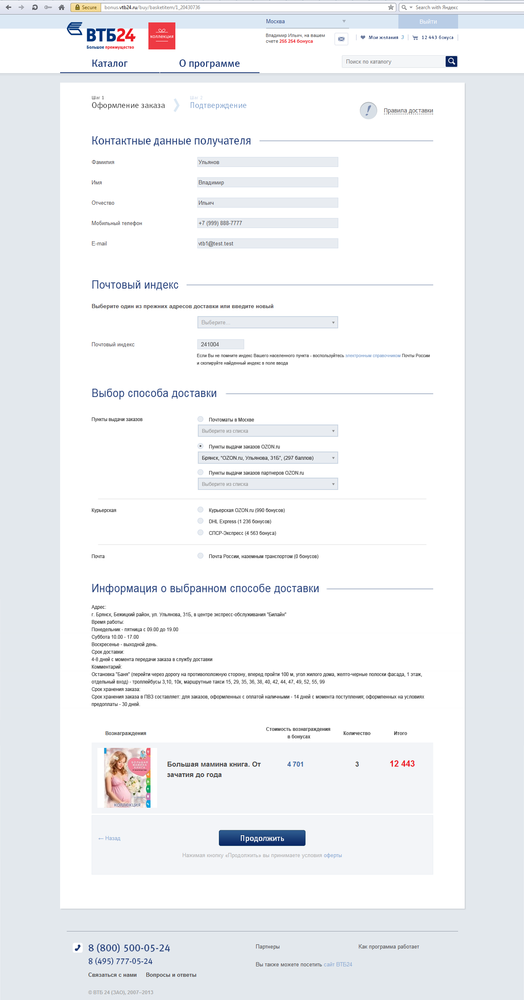 Secure
bonus.vtb24.ru/buy/basketitem/1_20430736
Search with Яндекс
Москва
Выйти
ВТБ24
Большое преимущество
коллекция
Владимир Ильич, на вашем
счете 255 254 бонуса
Мои желания 3
12 443 бонуса
Каталог
О программе
Поиск по каталогу
Шаг 1
Оформление заказа
Шаг 2
Подтверждение
Правила доставки
Контактные данные получателя
Фамилия
Ульянов
Имя
Владимир
Отчество
Ильич
Мобильный телефон
+7 (999) 888-7777
E-mail
vtb1@test.test
Почтовый индекс
Выберите один из прежних адресов доставки или введите новый
Выберите...
Почтовый индекс
241004
Если Вы не помните индекс Вашего населенного пункта - воспользуйтесь электронным справочником Почты России
и скопируйте найденный индекс в поле ввода
Выбор способа доставки
Пункты выдачи заказов
Почтоматы в Москве
Выберите из списка
Пункты выдачи заказов OZON.ru
Брянск, “OZON.ru, Ульянова, 31Б”, (297 баллов)
Пункты выдачи заказов партнеров OZON.ru
Выберите из списка
Курьерская
Курьерская OZON.ru (990 бонусов)
DHL Express (1 236 бонусов)
СПСР-Экспресс (4 563 бонуса)
Почта
Почта России, наземным транспортом (0 бонусов)
Информация о выбранном способе доставки
Адрес:
г. Брянск, Бежицкий район, ул. Ульянова, 31Б, в центре экспресс-обслуживания "Билайн"
Время работы:
Понедельник - пятница с 09.00 до 19.00
Суббота 10.00 - 17.00
Воскресенье - выходной день.
Срок доставки:
4-8 дней с момента передачи заказа в службу доставки
Комментарий:
Остановка "Баня" (перейти через дорогу на противоположную сторону, вперед пройти 100 м, угол жилого дома, желто-черные полоски фасада, 1 этаж,
отдельный вход) - троллейбусы 3,10, 10к, маршрутные такси 15, 29, 35, 36, 38, 40, 42, 44, 47, 49, 52, 55, 99
Срок хранения заказа:
Срок хранения заказа в ПВЗ составляет: для заказов, оформленных с оплатой наличными - 14 дней с момента поступления; оформленных на условиях
предоплаты - 30 дней.
Вознаграждения
Стоимость вознаграждения
в бонусах
Количество
Итого
БОЛЬШАЯ
МАМИНА
КНИГА
ОТ ЗАЧАТИЯ ДО ГОДА
коллекция
Большая мамина книга. От
зачатия до года
4 701
3
12 443
← Назад
Продолжить
Нажимая кнопку «Продолжить» вы принимаете условия оферты
8 (800) 500-05-24
8 (495) 777-05-24
Связаться с нами
Вопросы и ответы
Партнеры
Как программа работает
Вы также можете посетить сайт ВТБ24
© ВТБ 24 (ЗАО), 2007–2013